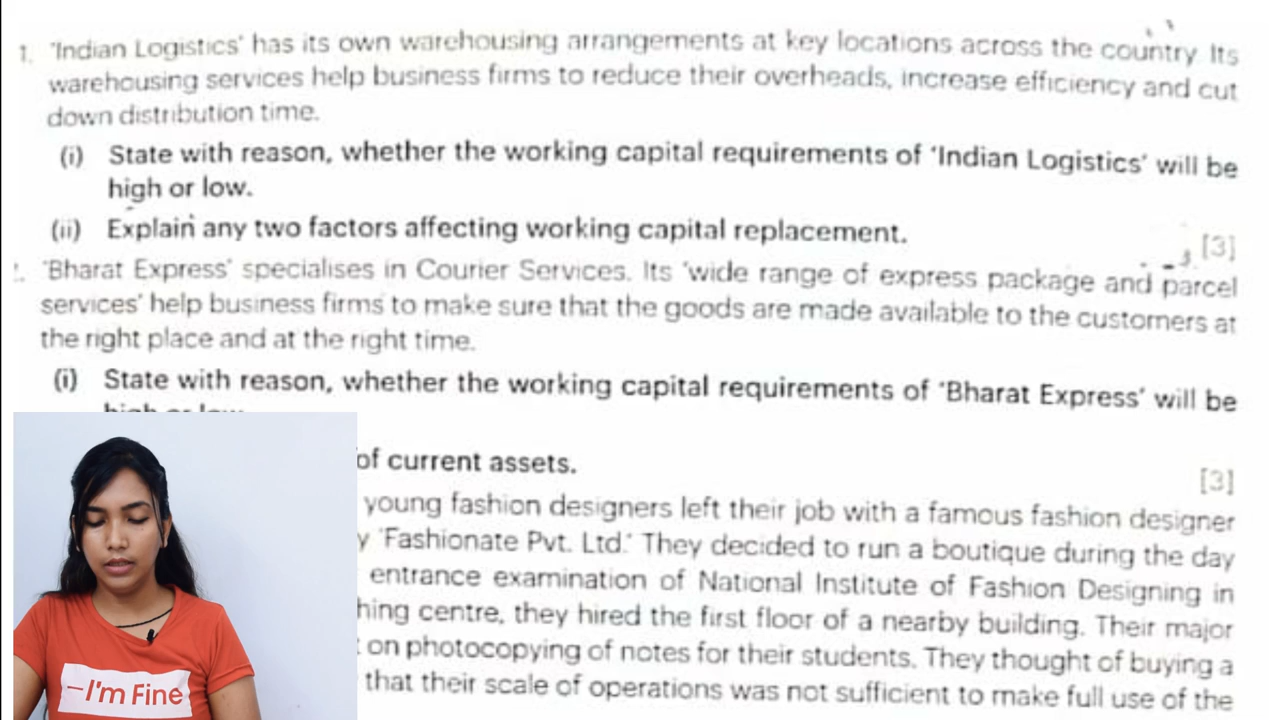 1. 'Indian Logistics' has its own warehousing arrangements at key locations across the country. Its
warehousing services help business firms to reduce their overheads, increase efficiency and cut
down distribution time.
(i) State with reason, whether the working capital requirements of 'Indian Logistics' will be
high or low.
(ii) Explain any two factors affecting working capital replacement.
[3]
'Bharat Express' specialises in Courier Services. Its 'wide range of express package and parcel
services' help business firms to make sure that the goods are made available to the customers at
the right place and at the right time.
(i) State with reason, whether the working capital requirements of 'Bharat Express' will be
of current assets.
[3]
young fashion designers left their job with a famous fashion designer
'Fashionate Pvt. Ltd.' They decided to run a boutique during the day
entrance examination of National Institute of Fashion Designing in
centre, they hired the first floor of a nearby building. Their major
on photocopying of notes for their students. They thought of buying a
that their scale of operations was not sufficient to make full use of the
–I'm Fine